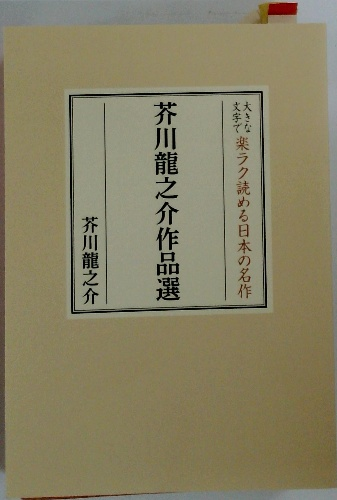 大きな文字で
楽ラク読める日本の名作
芥川龍之介作品選
芥川龍之介